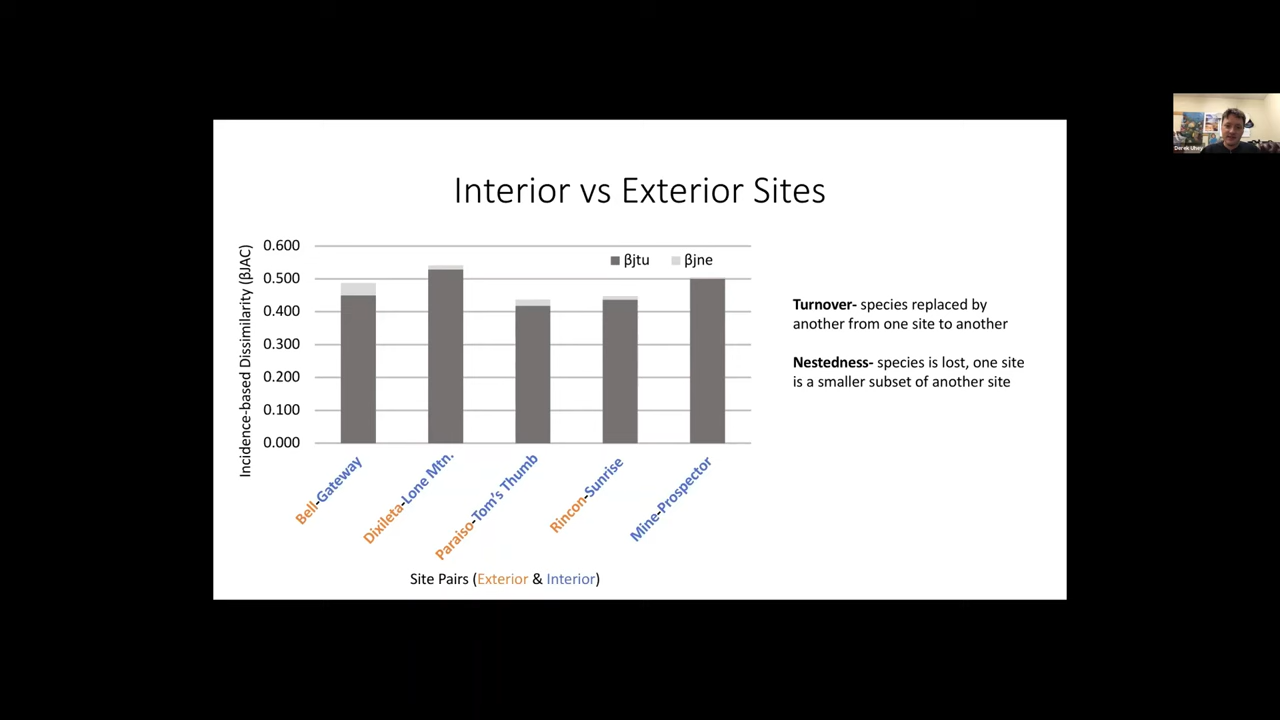 Interior vs Exterior Sites
Incidence-based Dissimilarity (βJAC)
0.600
0.500
0.400
0.300
0.200
0.100
0.000
βjtu
βjne
Bell-Gateway
Dixileta-Lone Mtn.
Paraiso-Tom's Thumb
Rincon-Sunrise
Mine-Prospector
Site Pairs (Exterior & Interior)
Turnover- species replaced by
another from one site to another
Nestedness- species is lost, one site
is a smaller subset of another site
Derek Uhey